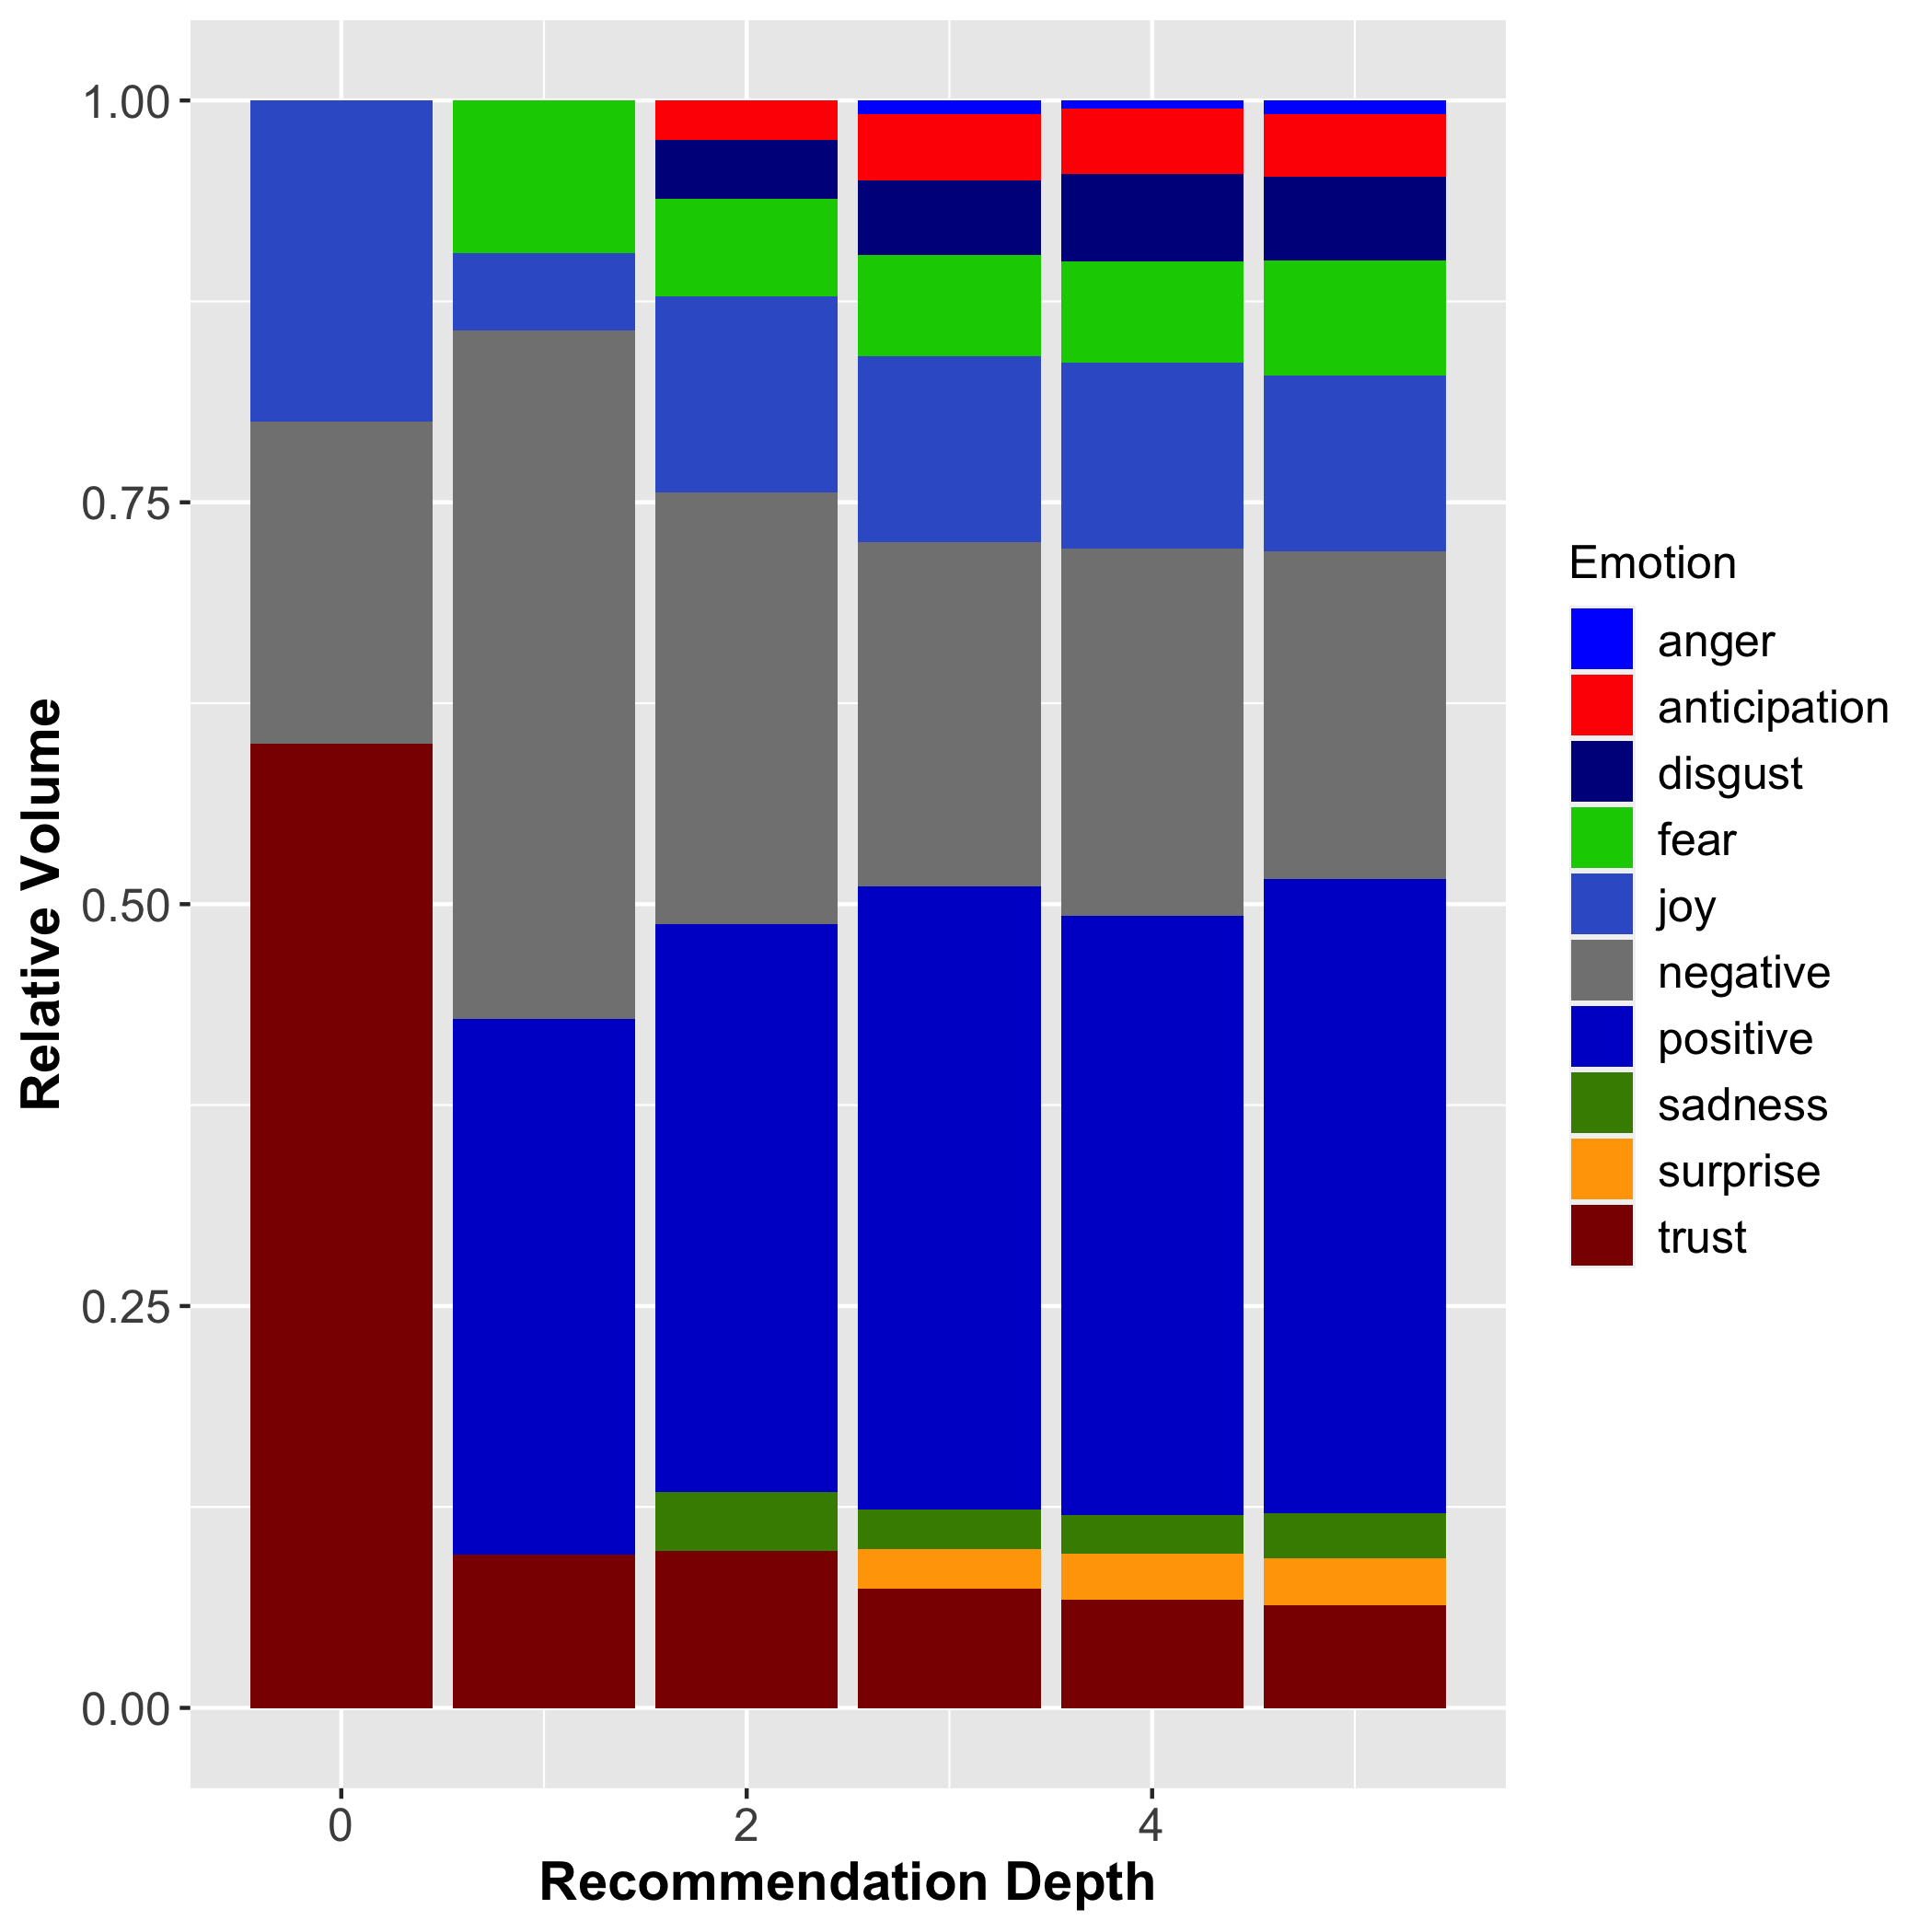 1.00
0.75
0.50
0.25
0.00
Relative Volume
0
2
4
Recommendation Depth
Emotion
anger
anticipation
disgust
fear
joy
negative
positive
sadness
surprise
trust